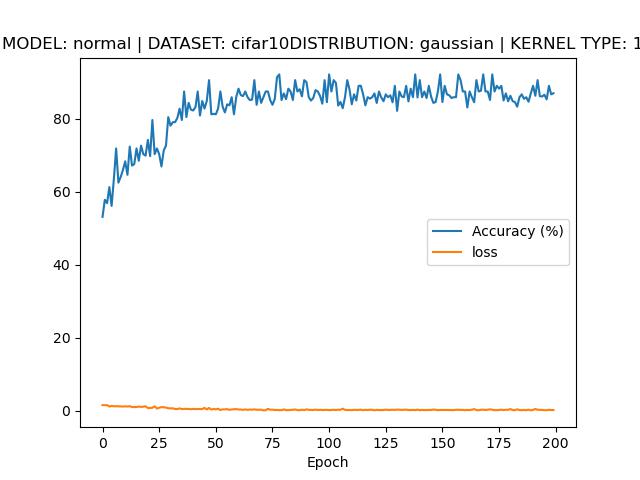 MODEL: normal | DATASET: cifar10DISTRIBUTION: gaussian | KERNEL TYPE: 1
80
60
40
20
0
Accuracy (%)
loss
0 25 50 75 100 125 150 175 200
Epoch